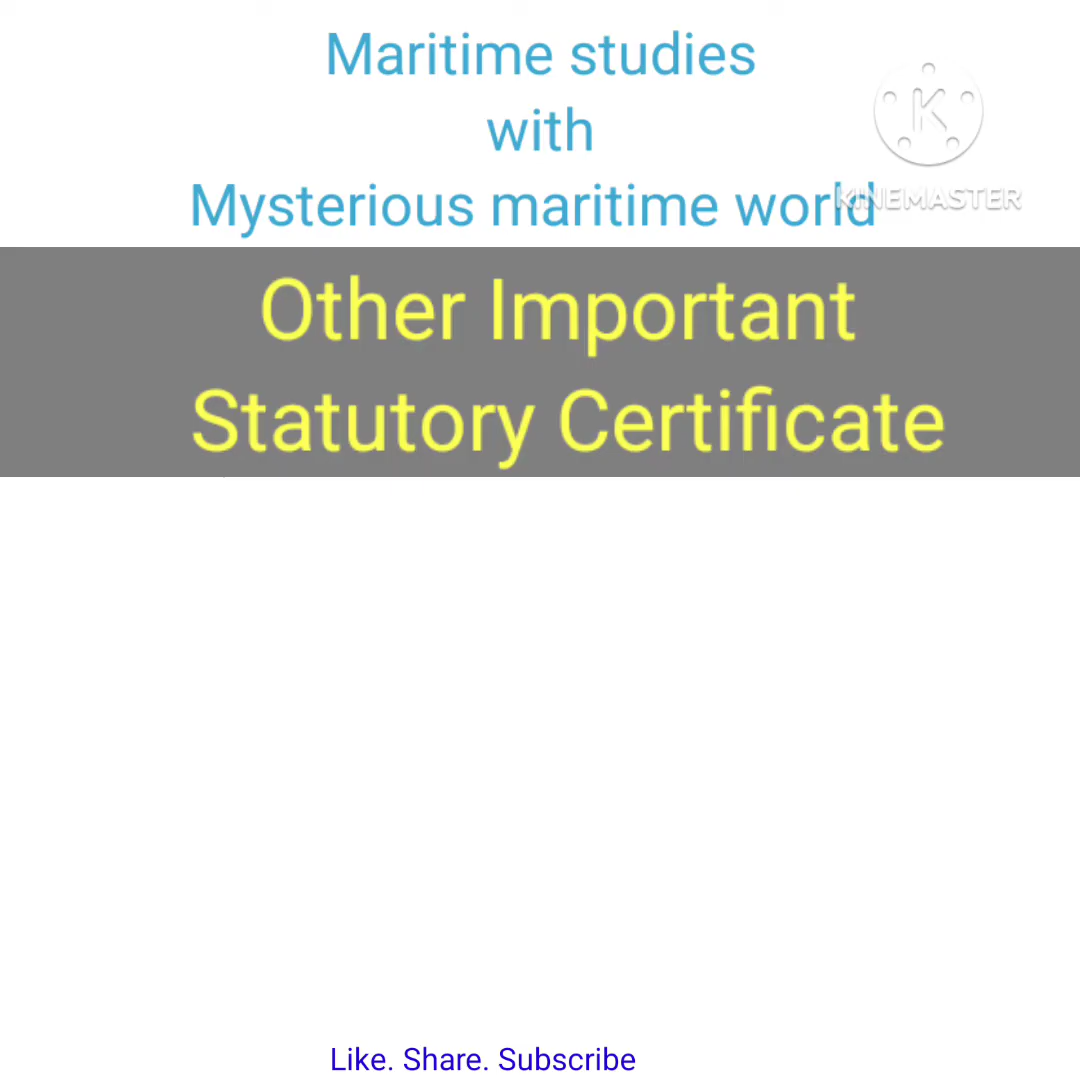 Maritime studies
with
Mysterious maritime world
K
KINEMASTER
Other Important
Statutory Certificate
Like. Share. Subscribe